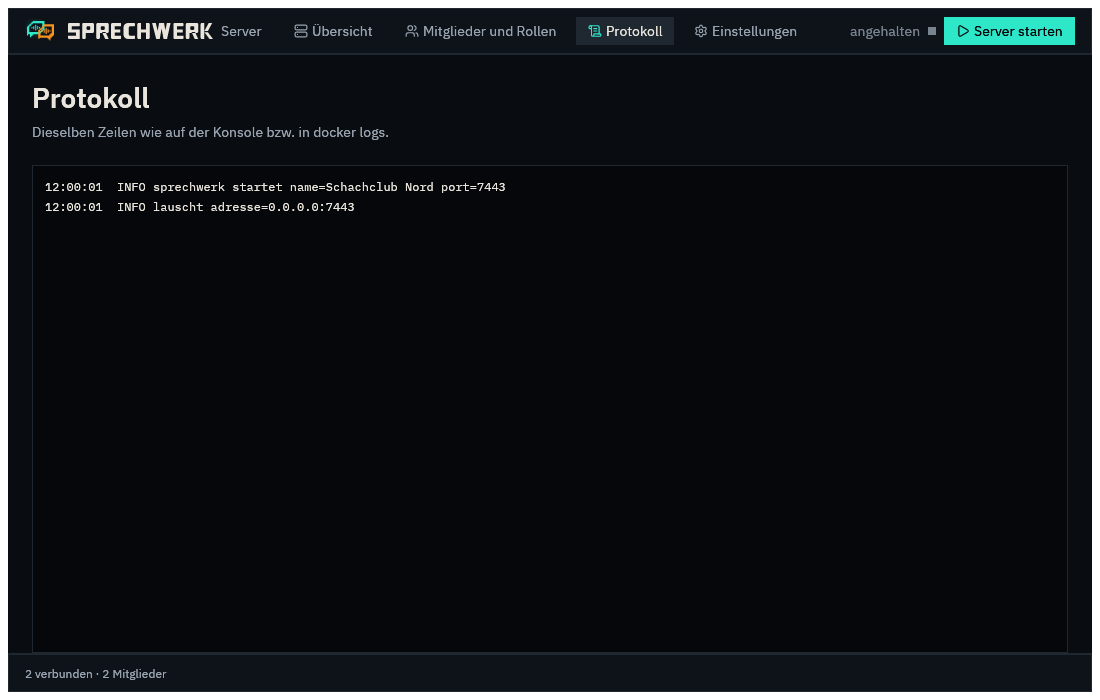 SPRECHWERK Server Übersicht Mitglieder und Rollen Protokoll Einstellungen angehalten Server starten
Protokoll
Dieselben Zeilen wie auf der Konsole bzw. in docker logs.
12:00:01 INFO sprechwerk startet name=Schachclub Nord port=7443
12:00:01 INFO lauscht adresse=0.0.0.0:7443
2 verbunden · 2 Mitglieder